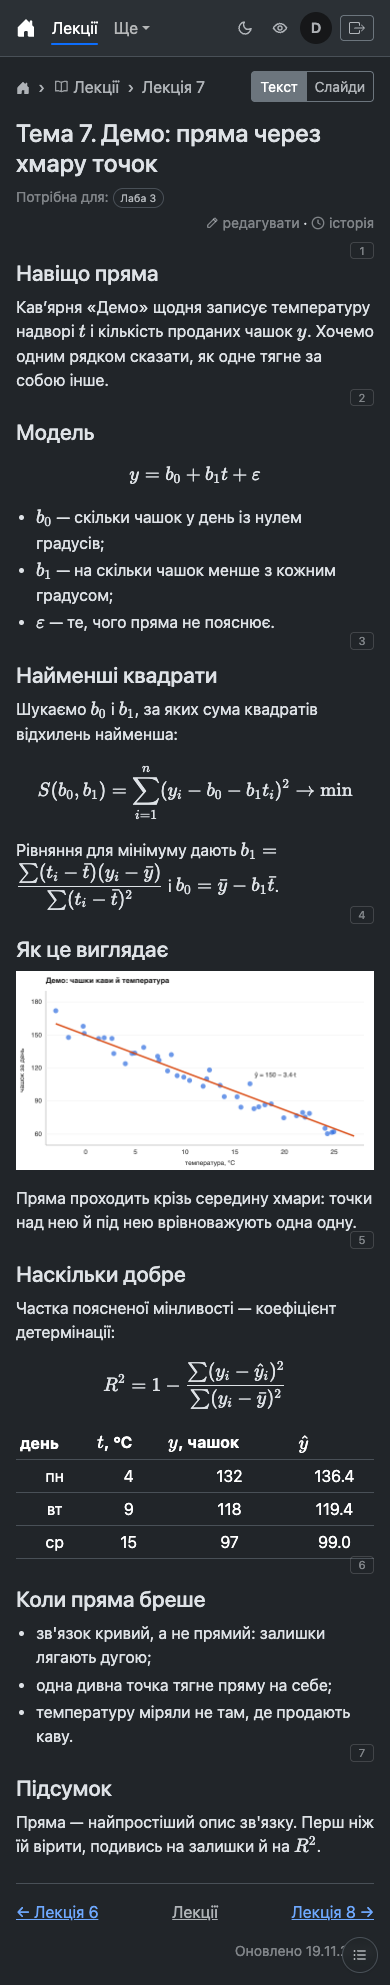 Лекції Ще D
› Лекції › Лекція 7 Текст Слайди
Тема 7. Демо: пряма через
хмару точок
Потрібна для: Лаба 3
редагувати · історія
1
Навіщо пряма
Кав’ярня «Демо» щодня записує температуру
надворі t і кількість проданих чашок y. Хочемо
одним рядком сказати, як одне тягне за
собою інше.
2
Модель
y = b₀ + b₁t + ε
• b₀ — скільки чашок у день із нулем
градусів;
• b₁ — на скільки чашок менше з кожним
градусом;
• ε — те, чого пряма не пояснює.
3
Найменші квадрати
Шукаємо b₀ і b₁, за яких сума квадратів
відхилень найменша:
S(b₀, b₁) = ∑ᵢ₌₁ⁿ (yᵢ − b₀ − b₁tᵢ)² → min
Рівняння для мінімуму дають b₁ =
∑(tᵢ − t̄)(yᵢ − ȳ) / ∑(tᵢ − t̄)² і b₀ = ȳ − b₁t̄.
4
Як це виглядає
Демо: чашки кави й температура
180
150
120
90
60
чашок за день
ŷ = 150 − 3.4·t
0 5 10 15 20 25
температура, °C
Пряма проходить крізь середину хмари: точки
над нею й під нею врівноважують одна одну.
5
Наскільки добре
Частка поясненої мінливості — коефіцієнт
детермінації:
R² = 1 − ∑(yᵢ − ŷᵢ)² / ∑(yᵢ − ȳ)²
день t, °C y, чашок ŷ
пн 4 132 136.4
вт 9 118 119.4
ср 15 97 99.0
6
Коли пряма бреше
• зв'язок кривий, а не прямий: залишки
лягають дугою;
• одна дивна точка тягне пряму на себе;
• температуру міряли не там, де продають
каву.
7
Підсумок
Пряма — найпростіший опис зв'язку. Перш ніж
їй вірити, подивись на залишки й на R².
← Лекція 6 Лекції Лекція 8 →
Оновлено 19.11.